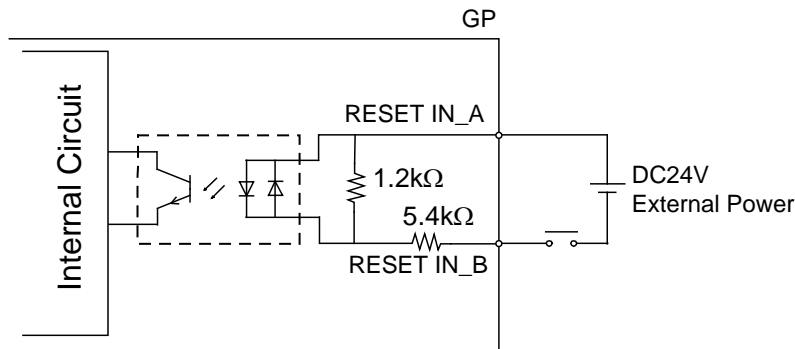 GP
Internal Circuit
RESET IN_A
1.2kΩ
5.4kΩ
RESET IN_B
DC24V
External Power